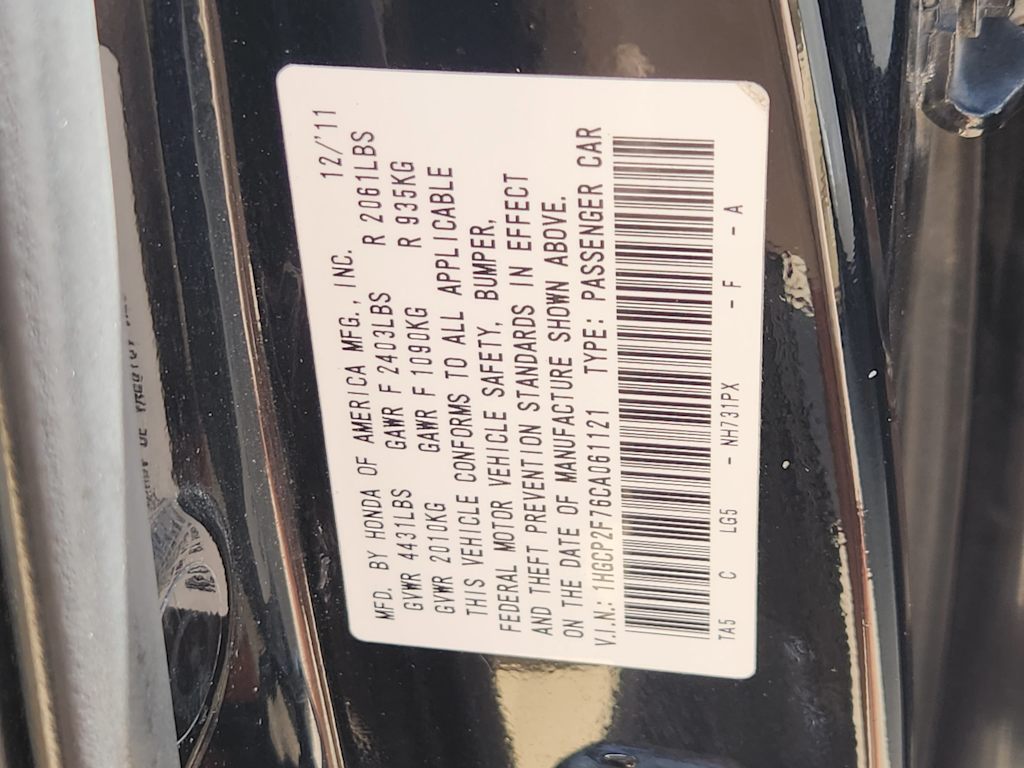 MFD. BY HONDA OF AMERICA MFG., INC. 12/'11
GVWR 4431LBS GAWR F 2403LBS R 2061LBS
GVWR 2010KG GAWR F 1090KG R 935KG
THIS VEHICLE CONFORMS TO ALL APPLICABLE
FEDERAL MOTOR VEHICLE SAFETY, BUMPER,
AND THEFT PREVENTION STANDARDS IN EFFECT
ON THE DATE OF MANUFACTURE SHOWN ABOVE.
V.I.N.: 1HGCP2F76CA061121 TYPE: PASSENGER CAR
TA5 C LG5 - NH731PX - F - A